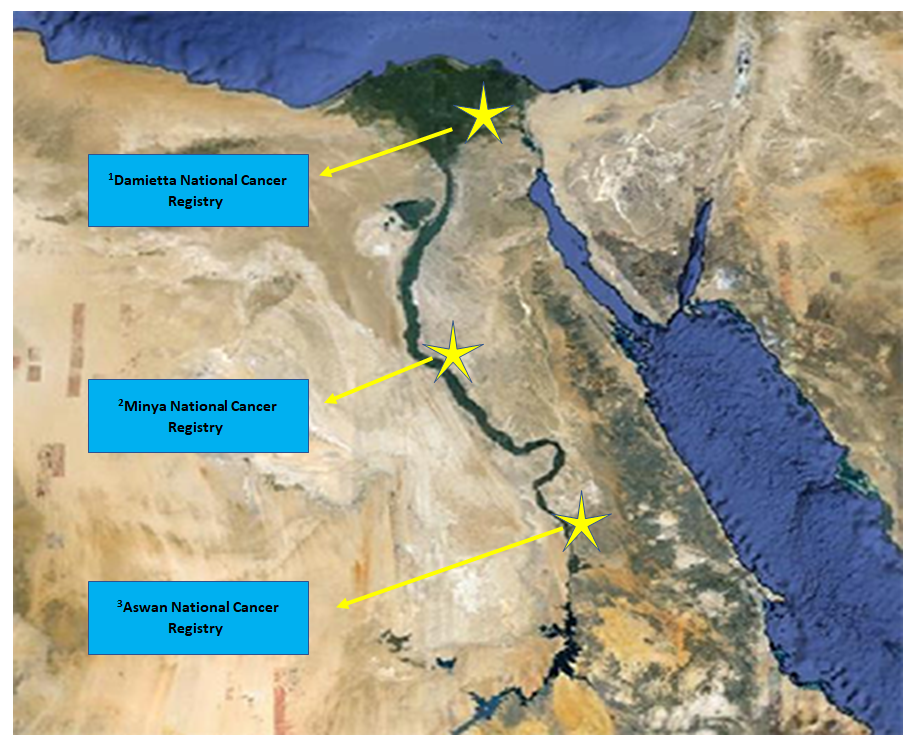 ¹Damietta National Cancer
Registry
²Minya National Cancer
Registry
³Aswan National Cancer
Registry